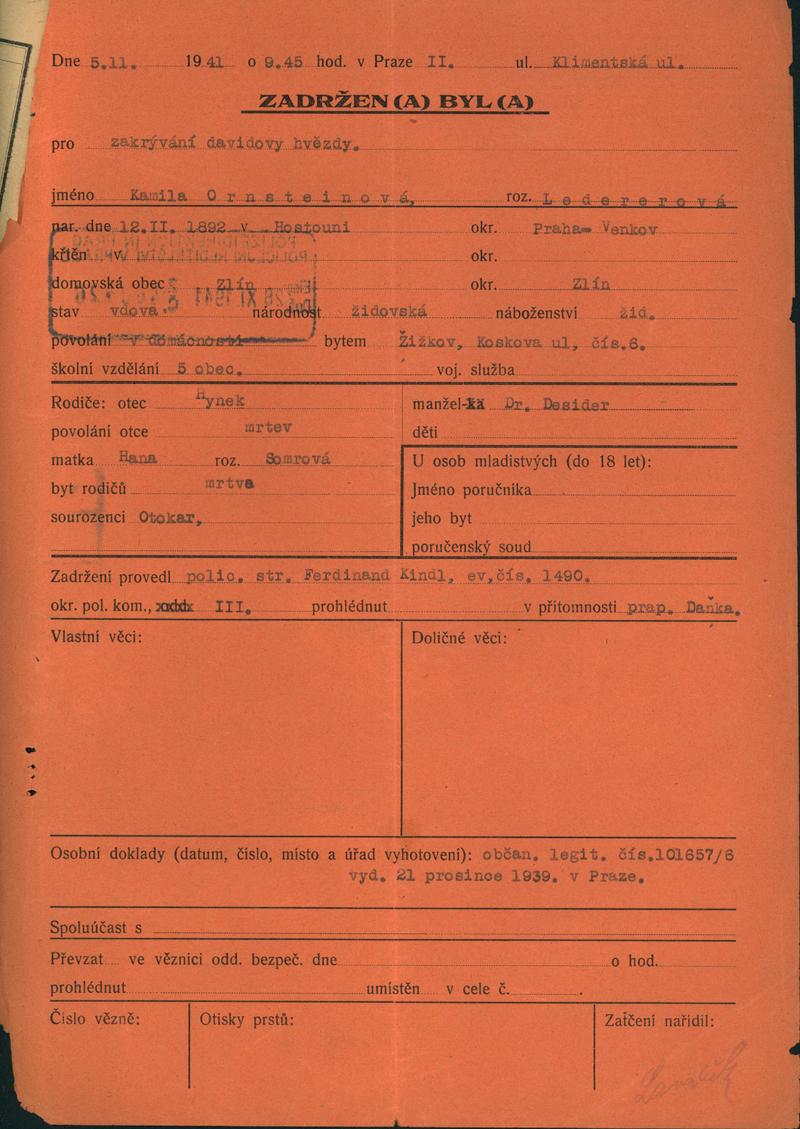 Dne 5.11. 1941 o 9.45 hod. v Praze II. ul. Klimentská ul.
ZADRŽEN(A) BYL(A)
pro zakrývání davidovy hvězdy.
jméno Kamila Ornsteinová, roz. Ledererová
nar. dne 12.II. 1892 v Hostouni okr. Praha- Venkov
křtěn v okr.
domovská obec Zlín okr. Zlín
stav vdova národnost židovská náboženství žid.
povolání v domácnosti bytem Žižkov, Koskova ul, čís.6.
školní vzdělání 5 obec. voj. služba
Rodiče: otec Hynek manžel-ka Dr. Desider
povolání otce mrtev děti
matka Hana roz. Somrová U osob mladistvých (do 18 let):
byt rodičů mrtva Jméno poručníka
sourozenci Otokar, jeho byt
poručenský soud
Zadržení provedl polic. str. Ferdinand Kindl, ev,čís. 1490.
okr. pol. kom., III. prohlédnut v přítomnosti prap. Daňka.
Vlastní věci: Doličné věci:
Osobní doklady (datum, číslo, místo a úřad vyhotovení): občan. legit. čís.101657/6
vyd. 21 prosince 1939. v Praze.
Spoluúčast s
Převzat ve věznici odd. bezpeč. dne o hod.
prohlédnut umístěn v cele č. .
Číslo vězně: Otisky prstů: Zatčení nařídil: